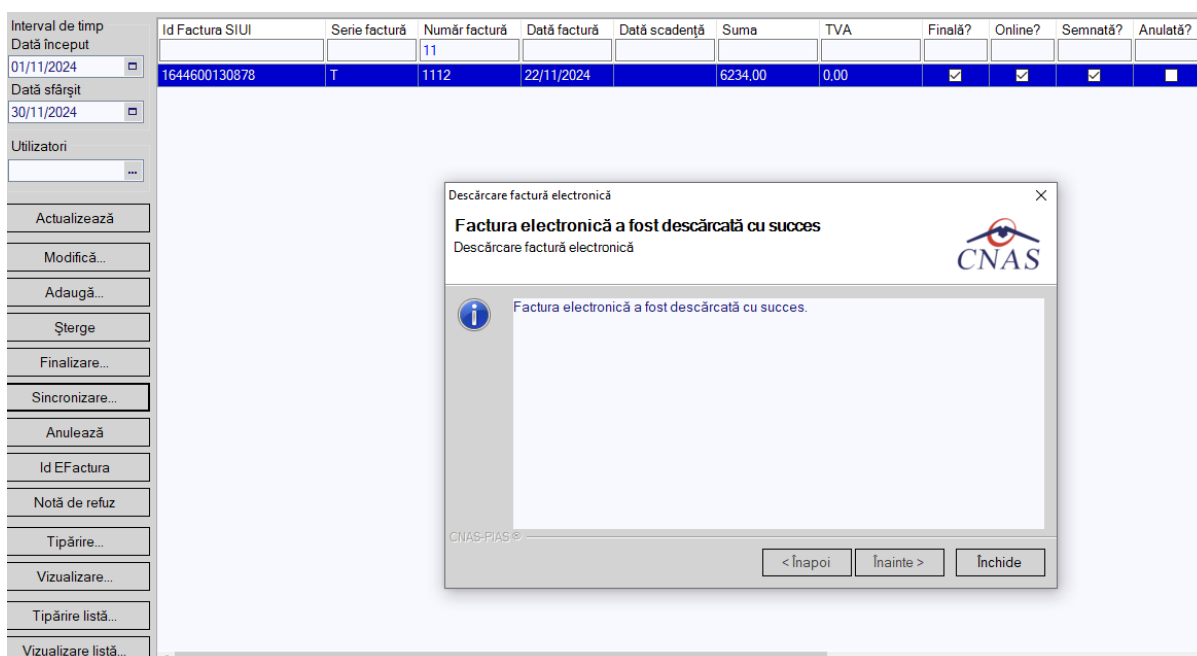 Interval de timp
Dată început
01/11/2024
Dată sfârşit
30/11/2024
Utilizatori
...
Actualizează
Modifică...
Adaugă...
Şterge
Finalizare...
Sincronizare...
Anulează
Id EFactura
Notă de refuz
Tipărire...
Vizualizare...
Tipărire listă...
Vizualizare listă...
Id Factura SIUI Serie factură Număr factură Dată factură Dată scadenţă Suma TVA Finală? Online? Semnată? Anulată?
11
1644600130878 T 1112 22/11/2024 6234,00 0,00
Descărcare factură electronică
Factura electronică a fost descărcată cu succes
Descărcare factură electronică
CNAS
Factura electronică a fost descărcată cu succes.
CNAS-PIAS ®
< Înapoi Înainte > Închide